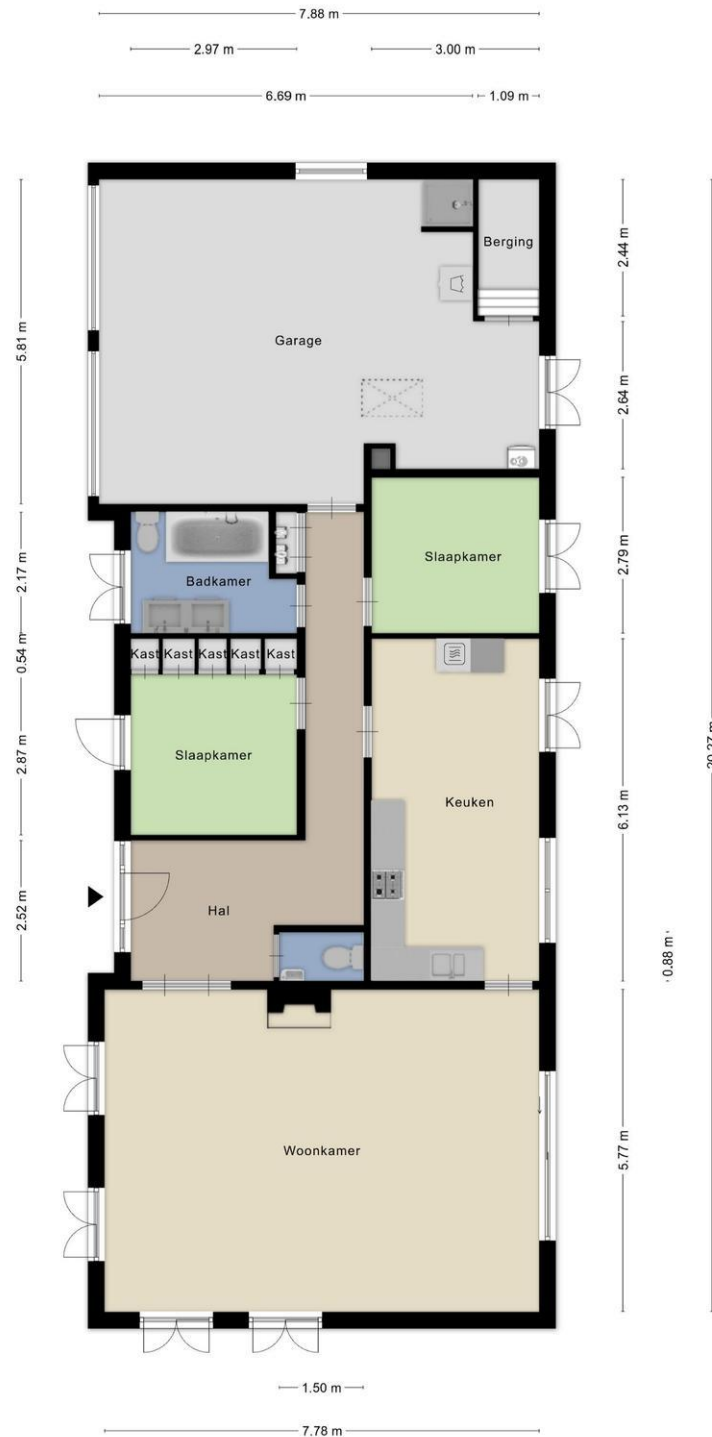 7.88 m
2.97 m
3.00 m
6.69 m
1.09 m
5.81 m
2.44 m
Berging
Garage
2.64 m
2.17 m
Badkamer
Slaapkamer
2.79 m
0.54 m
Kast Kast Kast Kast Kast
2.87 m
Slaapkamer
Keuken
6.13 m
2.52 m
Hal
0.88 m
Woonkamer
5.77 m
1.50 m
7.78 m